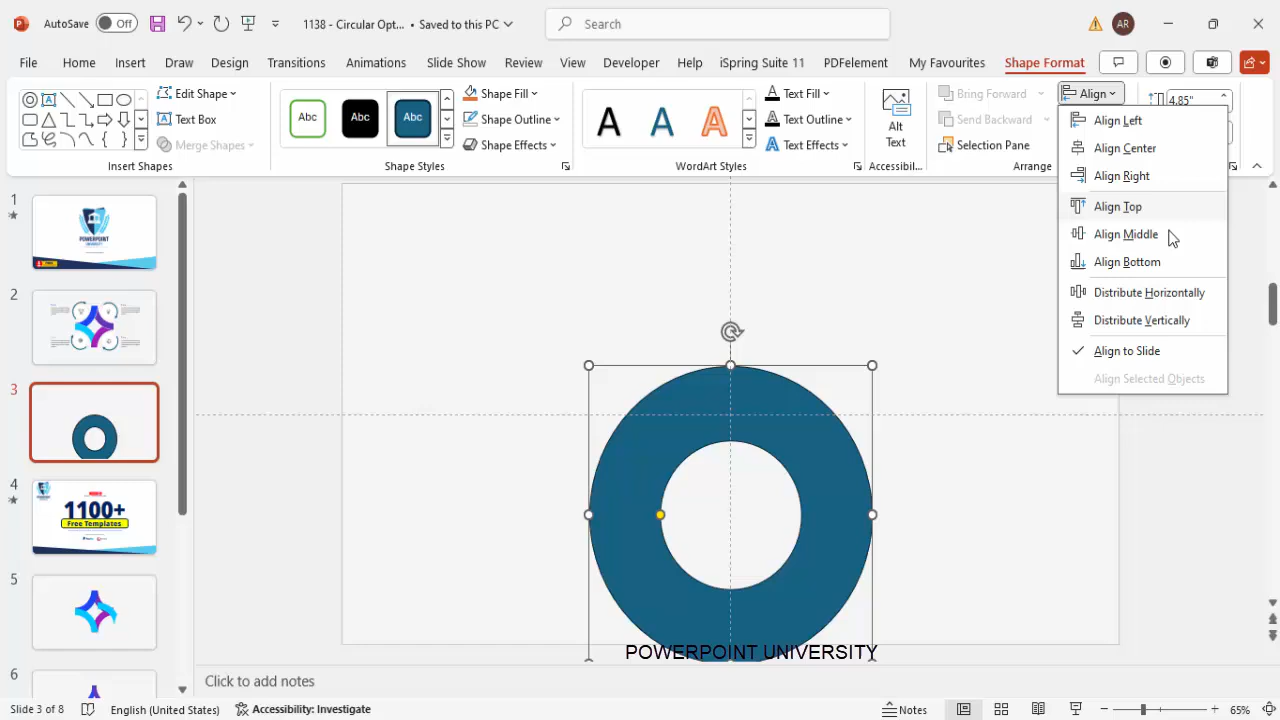 AutoSave Off 1138 - Circular Opt... • Saved to this PC Search AR
File Home Insert Draw Design Transitions Animations Slide Show Review View Developer Help iSpring Suite 11 PDFelement My Favourites Shape Format
Edit Shape
Text Box
Merge Shapes
Insert Shapes
Abc Abc Abc
Shape Fill
Shape Outline
Shape Effects
Shape Styles
A A A
Text Fill
Text Outline
Text Effects
WordArt Styles
Alt
Text
Accessibil...
Bring Forward
Send Backward
Selection Pane
Arrange
Align
4.85"
Align Left
Align Center
Align Right
Align Top
Align Middle
Align Bottom
Distribute Horizontally
Distribute Vertically
Align to Slide
Align Selected Objects
1
POWERPOINT
UNIVERSITY
2
3
4
1100+
Free Templates
5
6
POWERPOINT UNIVERSITY
Click to add notes
Slide 3 of 8 English (United States) Accessibility: Investigate Notes 65%